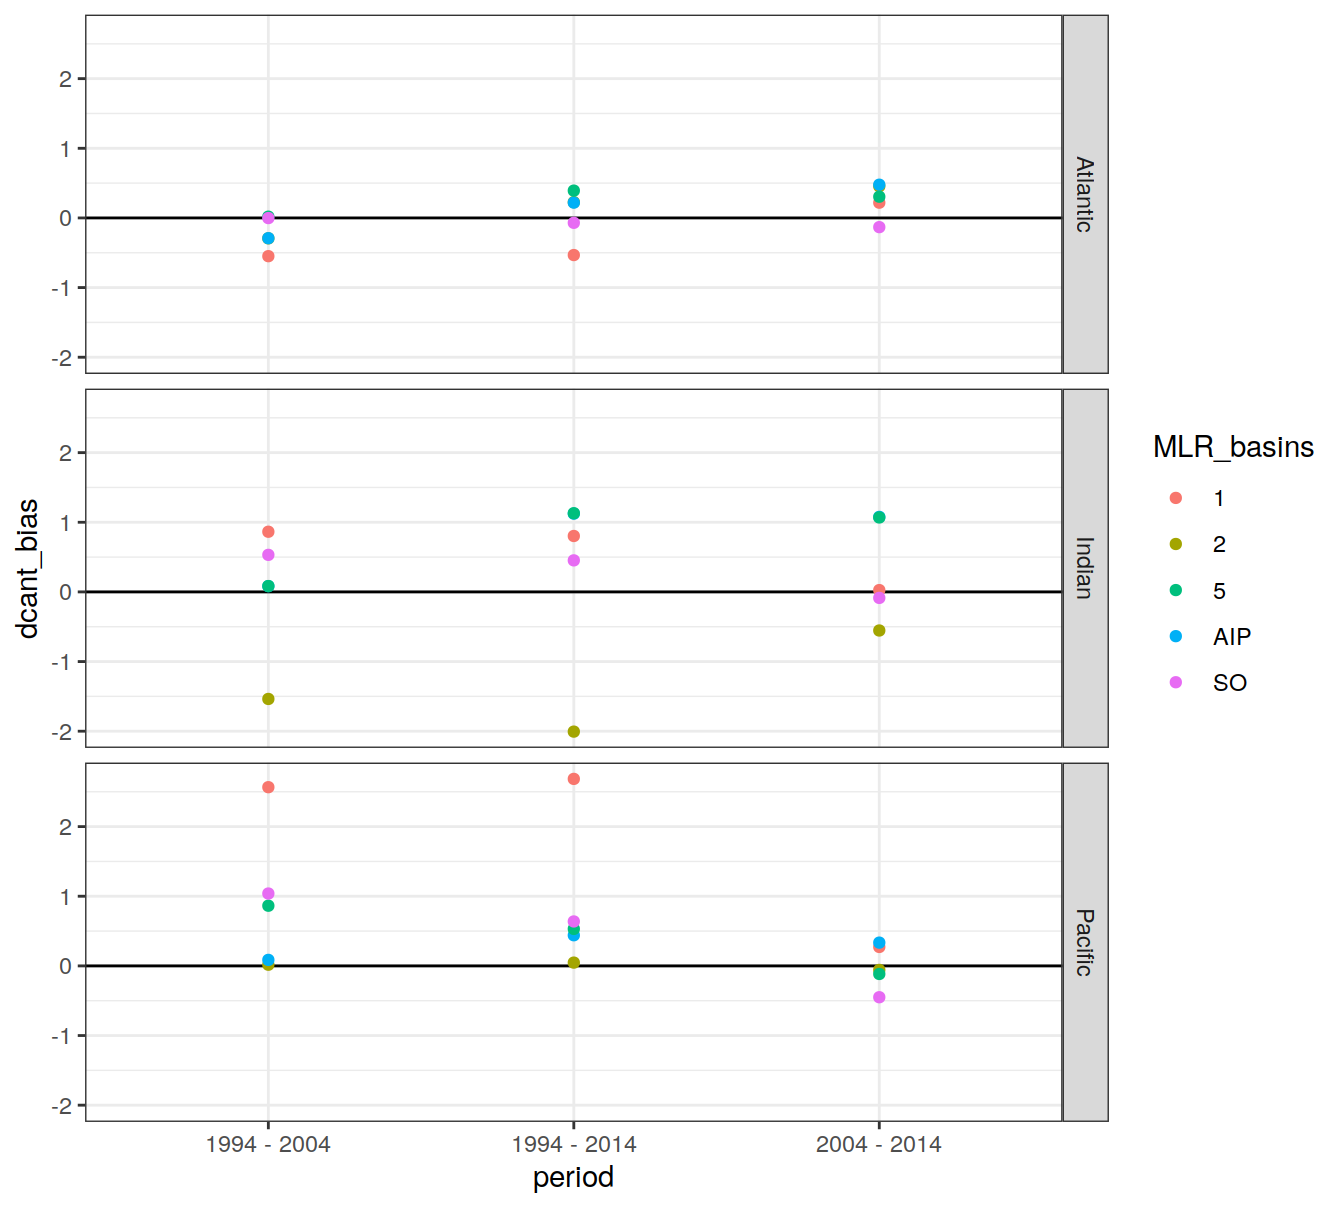 2
1
0
-1
-2
Atlantic
2
1
0
-1
-2
Indian
2
1
0
-1
-2
Pacific
dcant_bias
1994 - 2004
1994 - 2014
2004 - 2014
period
MLR_basins
1
2
5
AIP
SO